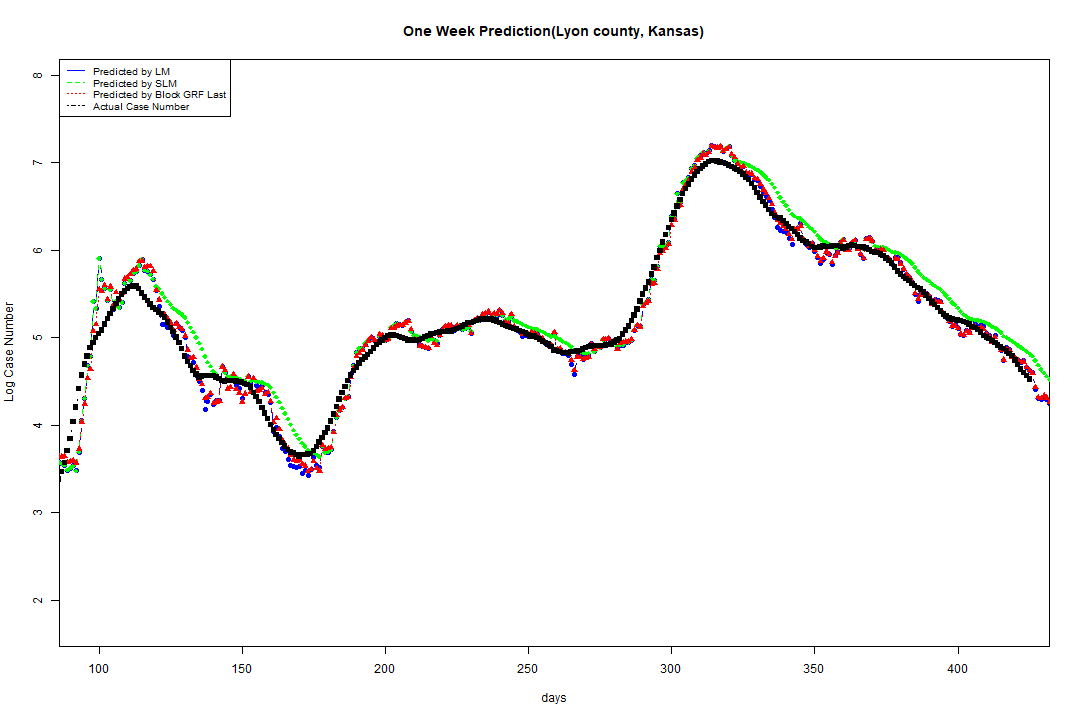 One Week Prediction(Lyon county, Kansas)
Predicted by LM
Predicted by SLM
Predicted by Block GRF Last
Actual Case Number
8
7
6
5
4
3
2
Log Case Number
100 150 200 250 300 350 400
days